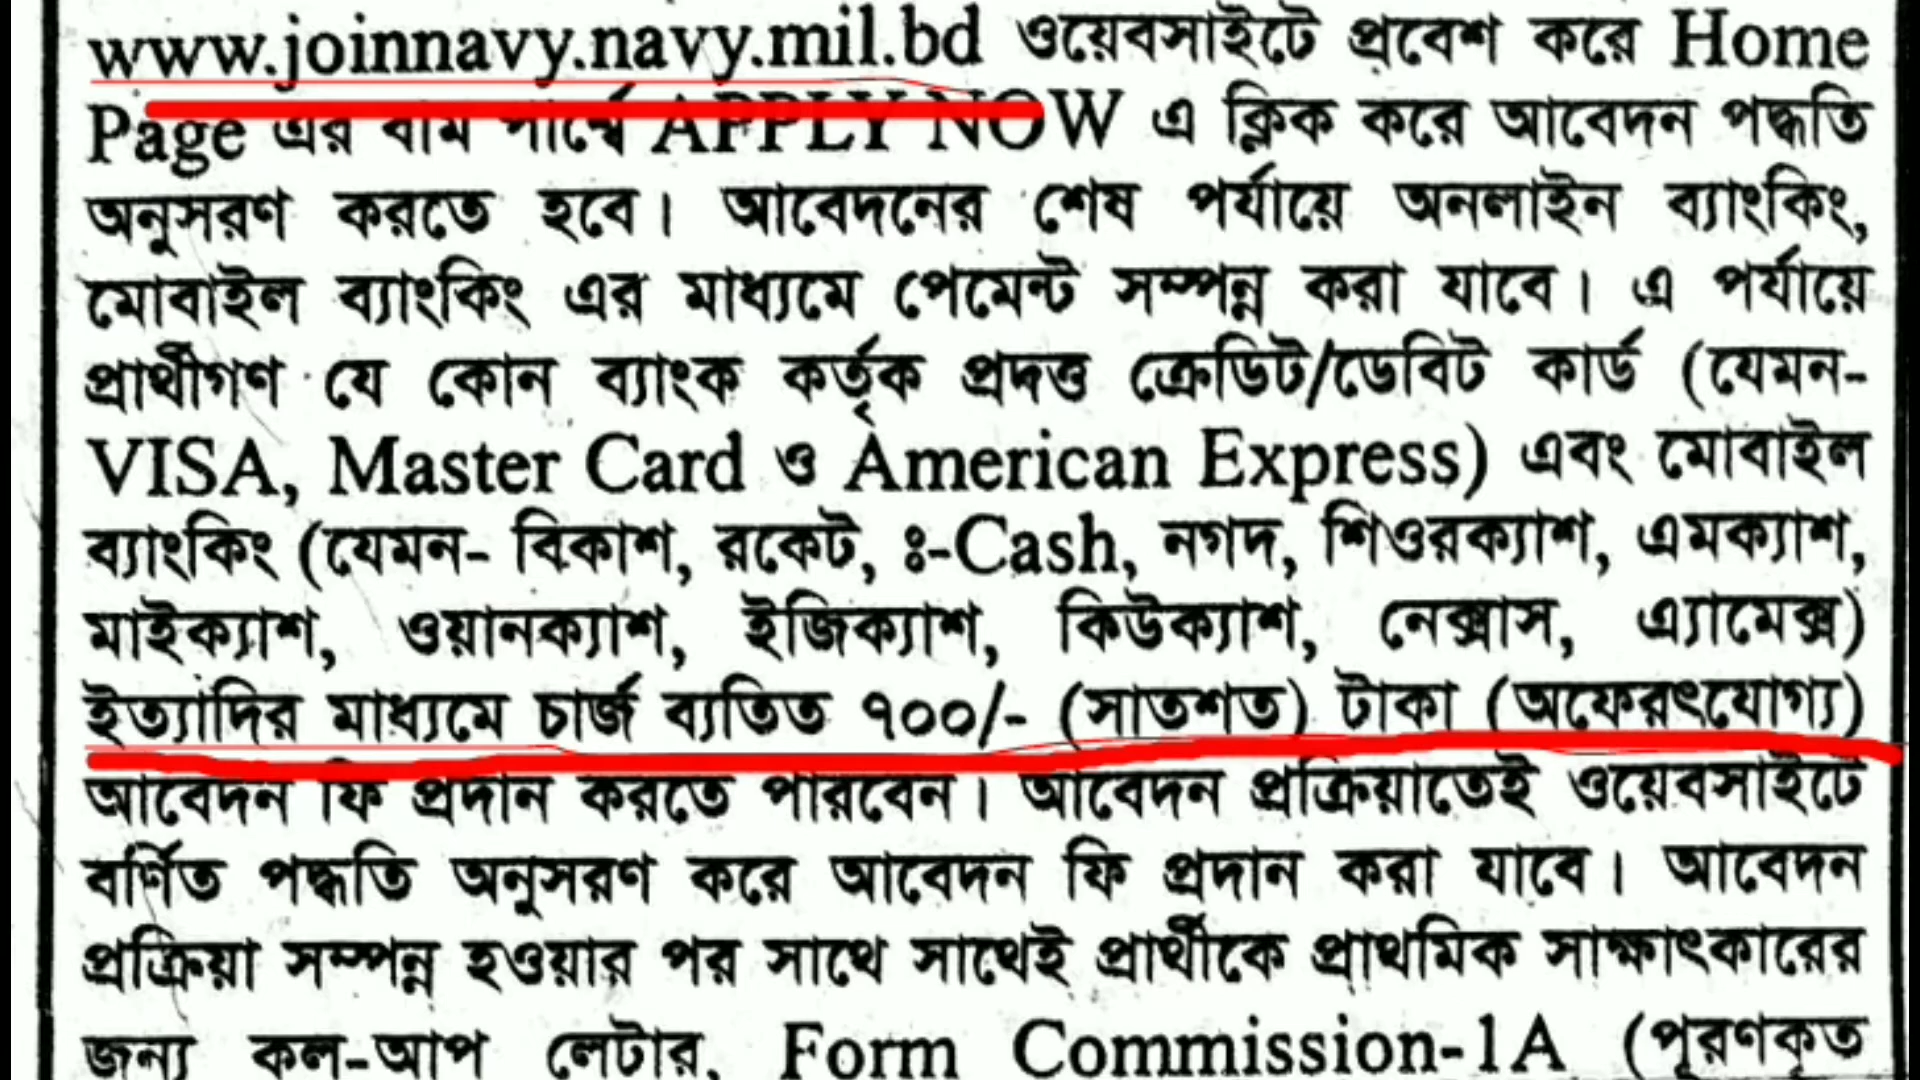 www.joinnavy.navy.mil.bd ওয়েবসাইটে প্রবেশ করে Home
Page এর বাম পার্শ্বে APPLY NOW এ ক্লিক করে আবেদন পদ্ধতি
অনুসরণ করতে হবে। আবেদনের শেষ পর্যায়ে অনলাইন ব্যাংকিং,
মোবাইল ব্যাংকিং এর মাধ্যমে পেমেন্ট সম্পন্ন করা যাবে। এ পর্যায়ে
প্রার্থীগণ যে কোন ব্যাংক কর্তৃক প্রদত্ত ক্রেডিট/ডেবিট কার্ড (যেমন-
VISA, Master Card ও American Express) এবং মোবাইল
ব্যাংকিং (যেমন- বিকাশ, রকেট, ঃ-Cash, নগদ, শিওরক্যাশ, এমক্যাশ,
মাইক্যাশ, ওয়ানক্যাশ, ইজিক্যাশ, কিউক্যাশ, নেক্সাস, এ্যামেক্স)
ইত্যাদির মাধ্যমে চার্জ ব্যতিত ৭০০/- (সাতশত) টাকা (অফেরৎযোগ্য)
আবেদন ফি প্রদান করতে পারবেন। আবেদন প্রক্রিয়াতেই ওয়েবসাইটে
বর্ণিত পদ্ধতি অনুসরণ করে আবেদন ফি প্রদান করা যাবে। আবেদন
প্রক্রিয়া সম্পন্ন হওয়ার পর সাথে সাথেই প্রার্থীকে প্রাথমিক সাক্ষাৎকারের
জন্য কল-আপ লেটার, Form Commission-1A (পূরণকৃত